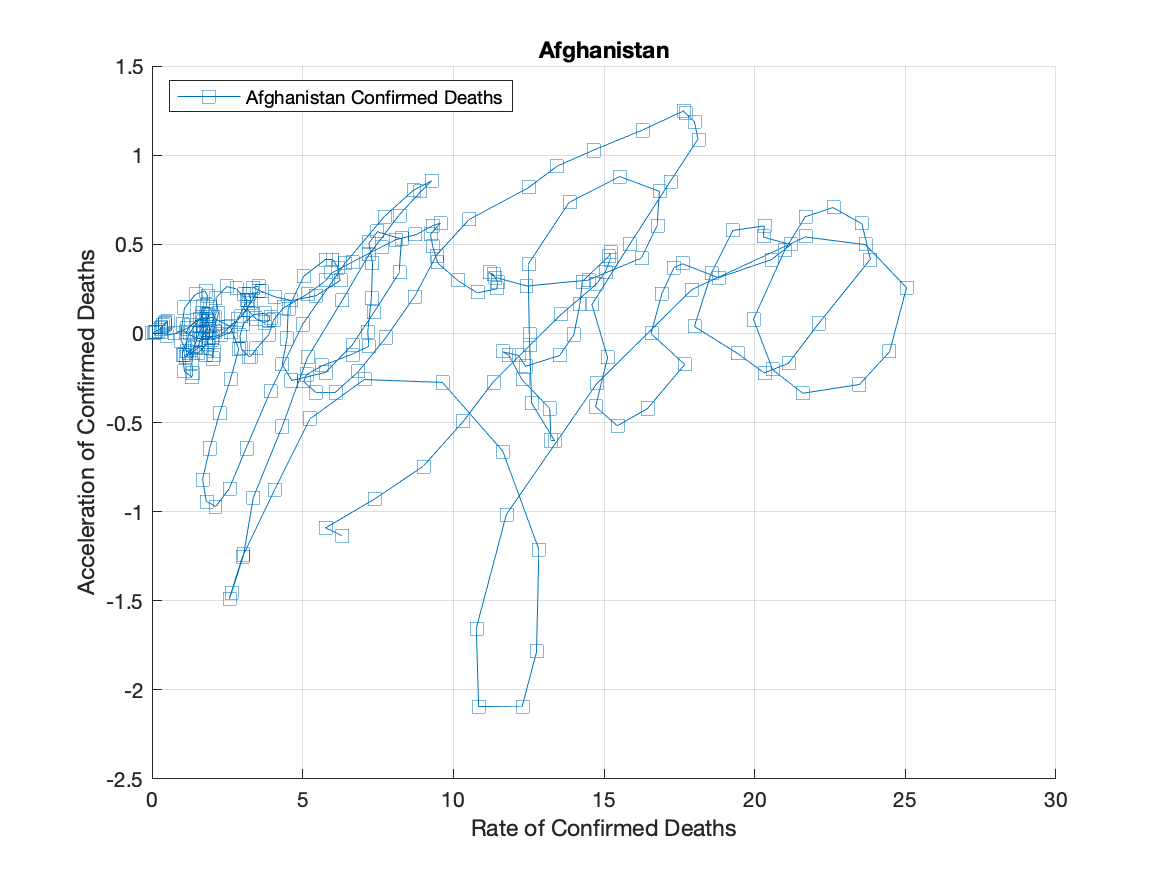 Afghanistan
Afghanistan Confirmed Deaths
1.5
1
0.5
0
-0.5
-1
-1.5
-2
-2.5
Acceleration of Confirmed Deaths
0 5 10 15 20 25 30
Rate of Confirmed Deaths